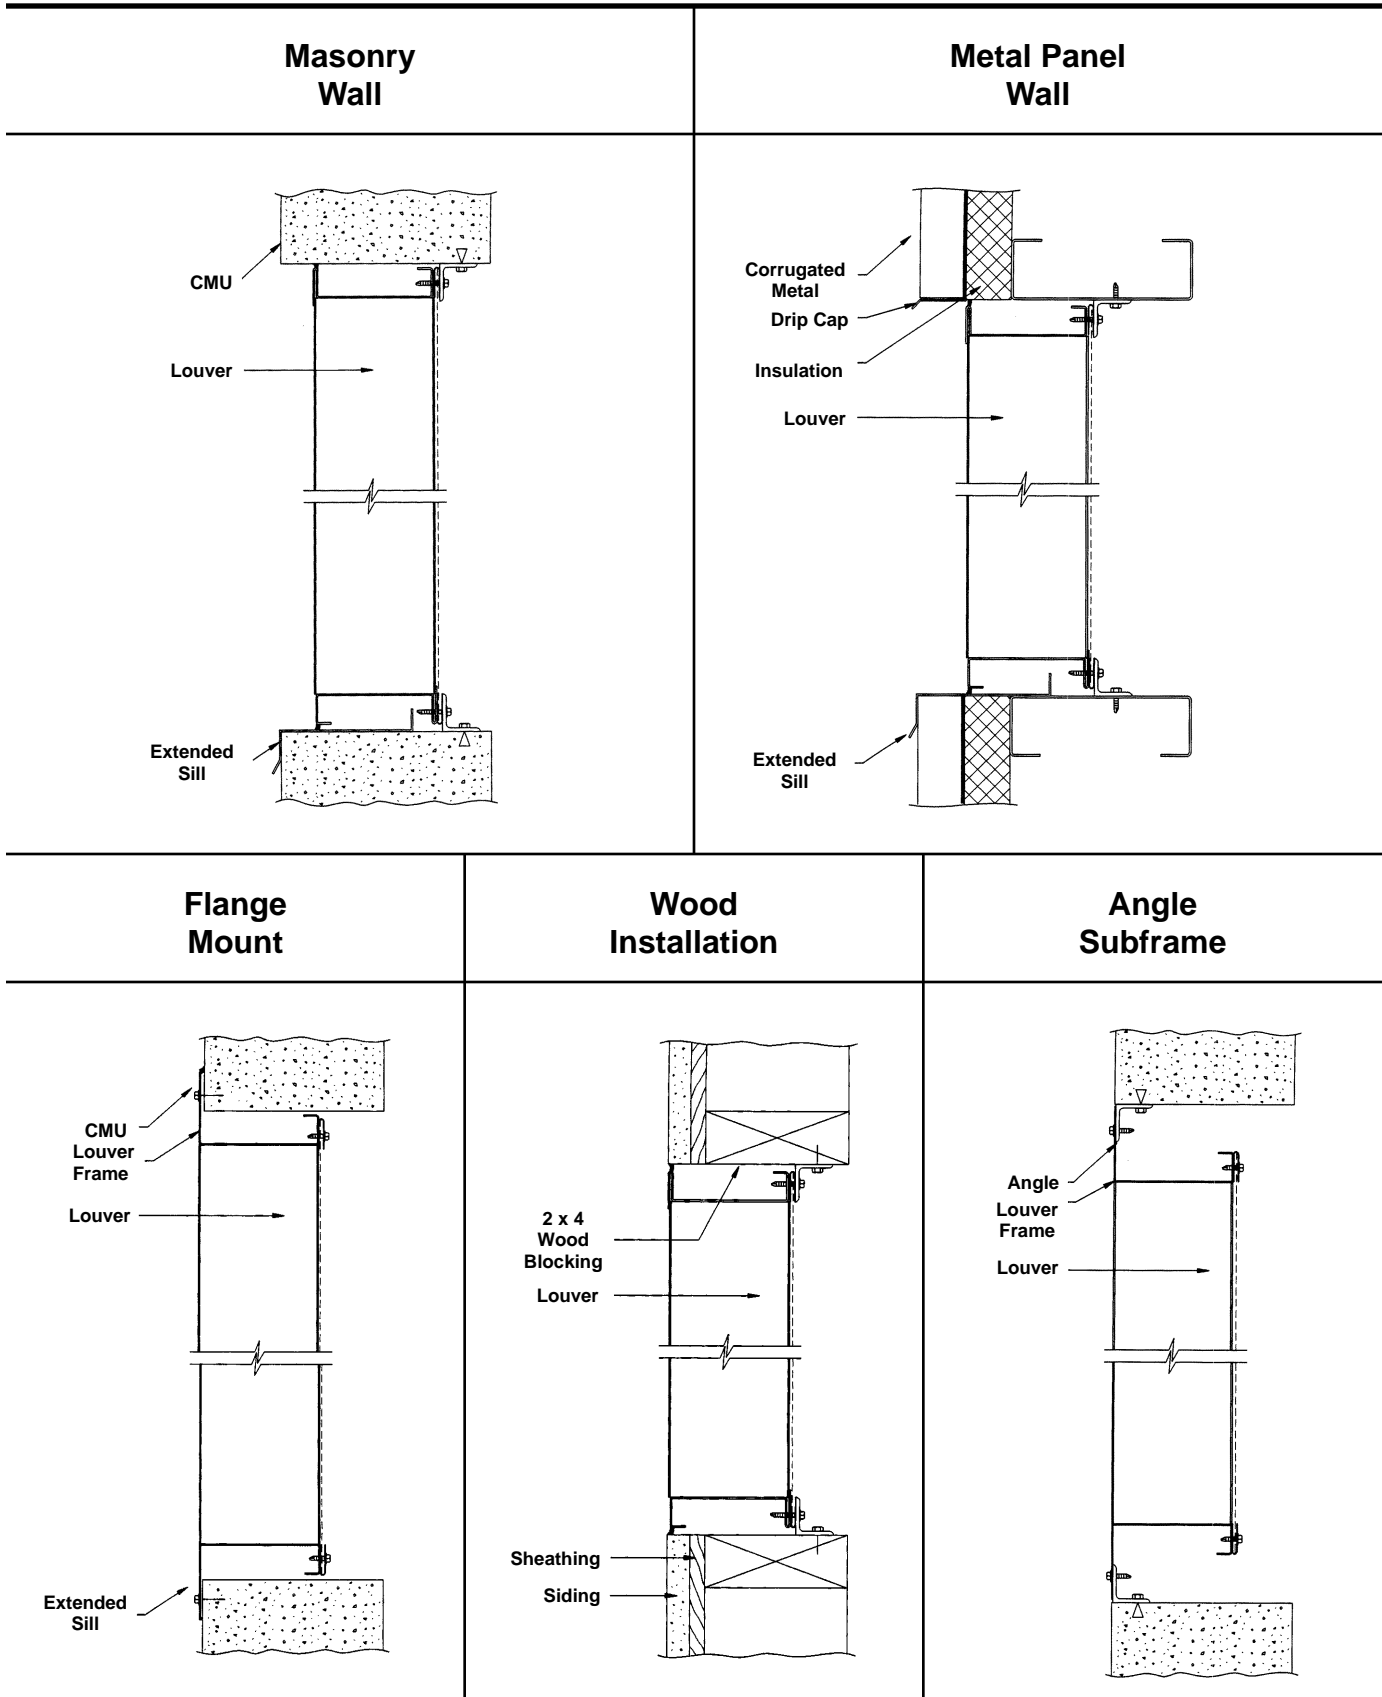 Masonry
Wall
Metal Panel
Wall
CMU
Louver
Extended
Sill
Corrugated
Metal
Drip Cap
Insulation
Louver
Extended
Sill
Flange
Mount
Wood
Installation
Angle
Subframe
CMU
Louver
Frame
Louver
Extended
Sill
2 x 4
Wood
Blocking
Louver
Sheathing
Siding
Angle
Louver
Frame
Louver